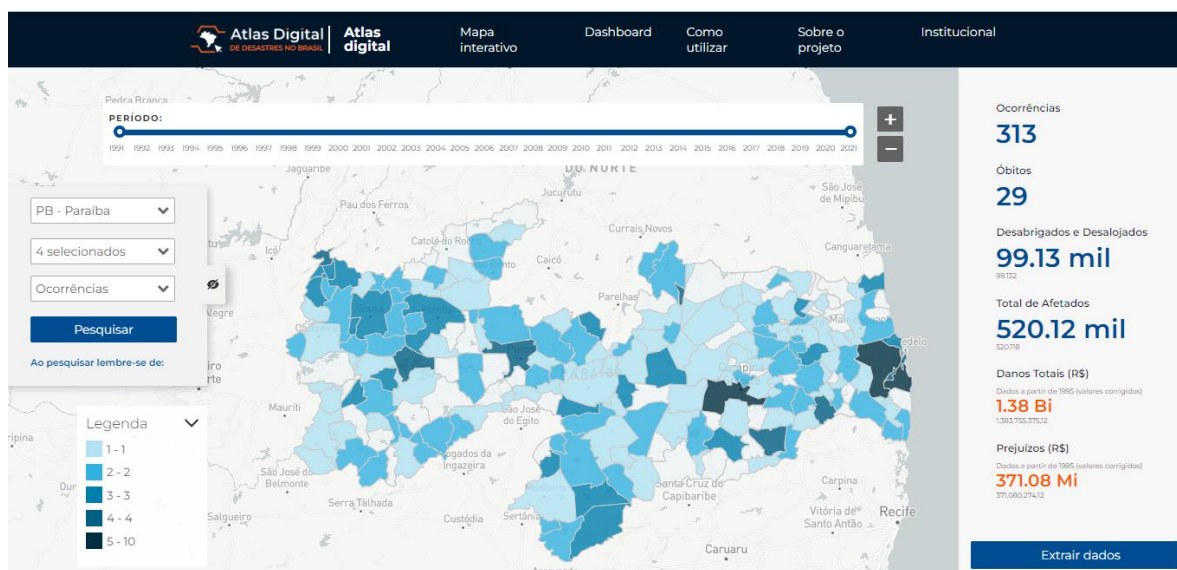 Atlas Digital
DE DESASTRES NO BRASIL
Atlas
digital
Mapa
interativo
Dashboard
Como
utilizar
Sobre o
projeto
Institucional
Pedra Branca
PERÍODO:
1991 1992 1993 1994 1995 1996 1997 1998 1999 2000 2001 2002 2003 2004 2005 2006 2007 2008 2009 2010 2011 2012 2013 2014 2015 2016 2017 2018 2019 2020 2021
+
−
Jaguaribe
DO NORTE
Jucurutu
São José
de Mipibu
Pau dos Ferros
PB - Paraíba
4 selecionados
Ocorrências
Pesquisar
Ao pesquisar lembre-se de:
Icó
Catolé do Rocha
Caicó
Currais Novos
Canguaretama
Parelhas
Mauriti
São José
do Egito
São José do
Belmonte
Serra Talhada
Salgueiro
Custódia
Sertânia
Santa Cruz do
Capibaribe
Carpina
Vitória de
Santo Antão
Recife
Caruaru
Legenda
1 - 1
2 - 2
3 - 3
4 - 4
5 - 10
Ocorrências
313
Óbitos
29
Desabrigados e Desalojados
99.13 mil
99.132
Total de Afetados
520.12 mil
520.118
Danos Totais (R$)
Dados a partir de 1995 (valores corrigidos)
1.38 Bi
1.383.755.375,12
Prejuízos (R$)
Dados a partir de 1995 (valores corrigidos)
371.08 Mi
371.080.274,12
Extrair dados